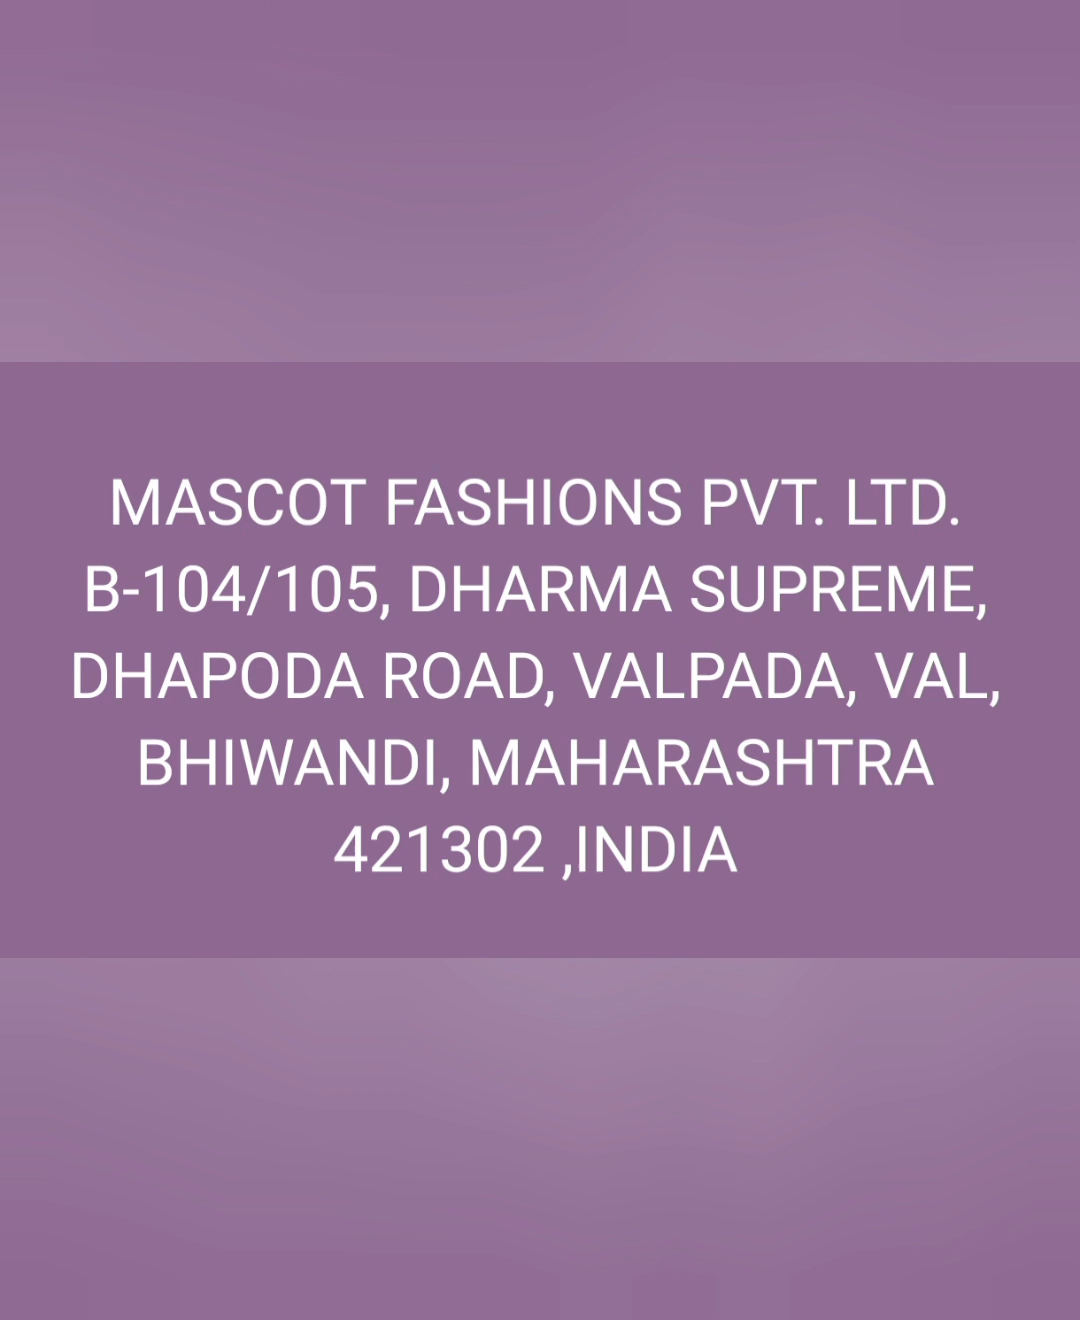 MASCOT FASHIONS PVT. LTD.
B-104/105, DHARMA SUPREME,
DHAPODA ROAD, VALPADA, VAL,
BHIWANDI, MAHARASHTRA
421302 ,INDIA